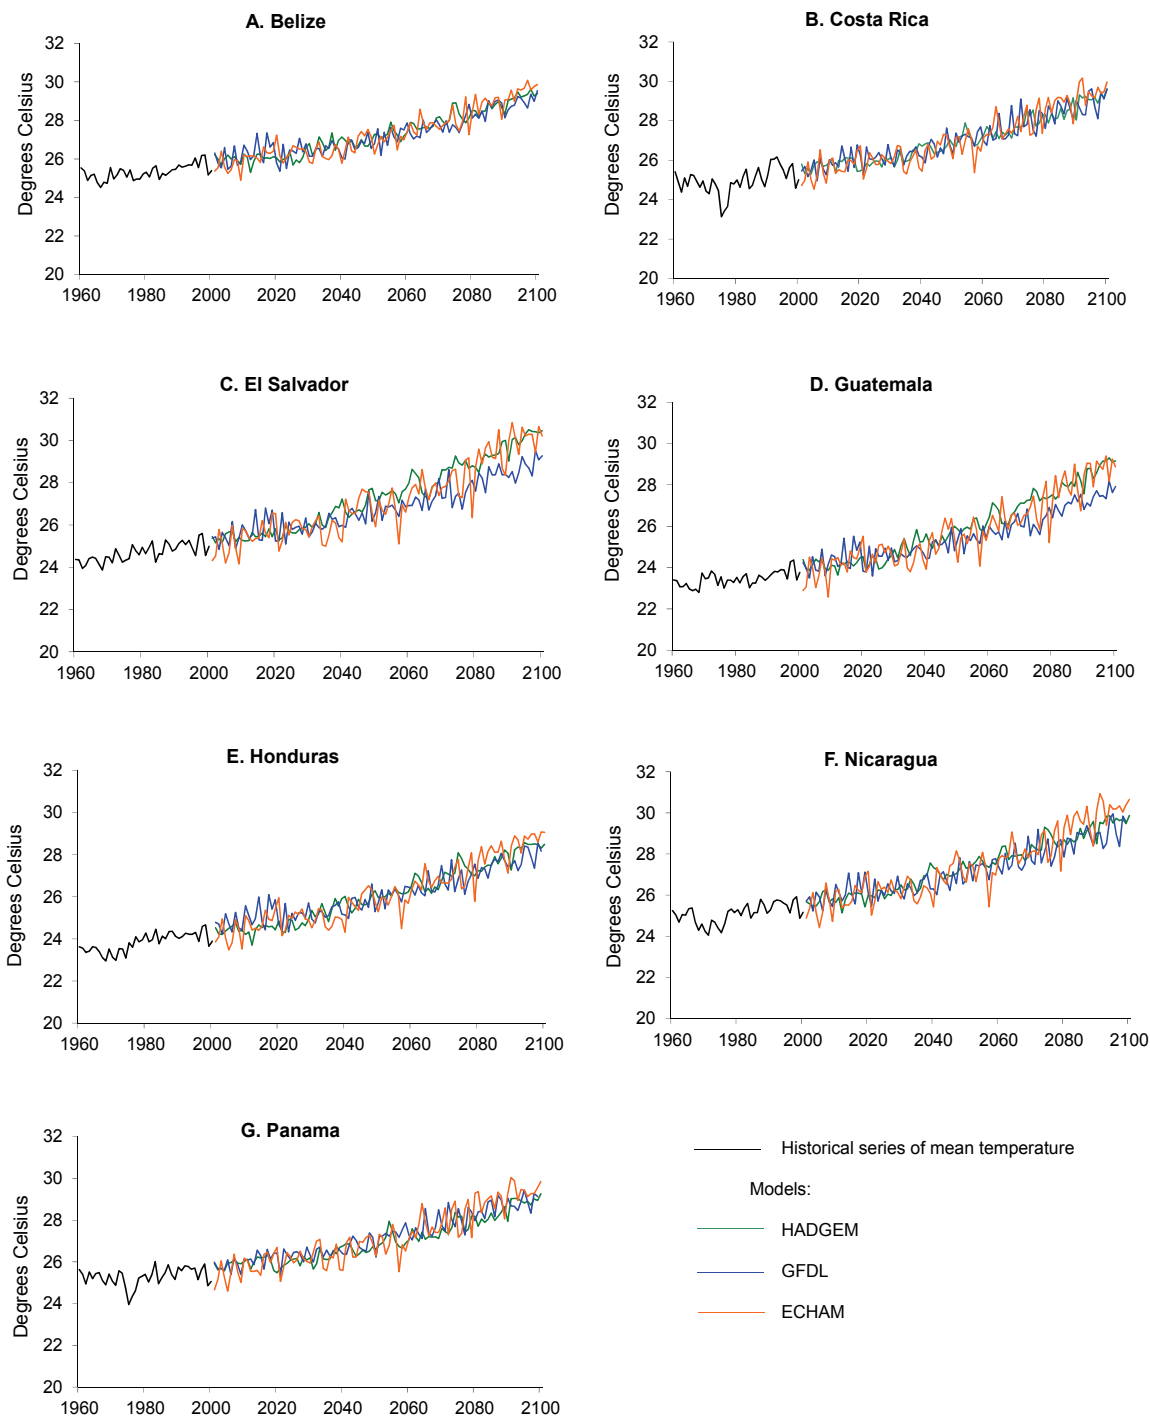 A. Belize
Degrees Celsius
32
30
28
26
24
22
20
1960 1980 2000 2020 2040 2060 2080 2100
B. Costa Rica
Degrees Celsius
32
30
28
26
24
22
20
1960 1980 2000 2020 2040 2060 2080 2100
C. El Salvador
Degrees Celsius
32
30
28
26
24
22
20
1960 1980 2000 2020 2040 2060 2080 2100
D. Guatemala
Degrees Celsius
32
30
28
26
24
22
20
1960 1980 2000 2020 2040 2060 2080 2100
E. Honduras
Degrees Celsius
32
30
28
26
24
22
20
1960 1980 2000 2020 2040 2060 2080 2100
F. Nicaragua
Degrees Celsius
32
30
28
26
24
22
20
1960 1980 2000 2020 2040 2060 2080 2100
G. Panama
Degrees Celsius
32
30
28
26
24
22
20
1960 1980 2000 2020 2040 2060 2080 2100
Historical series of mean temperature
Models:
HADGEM
GFDL
ECHAM